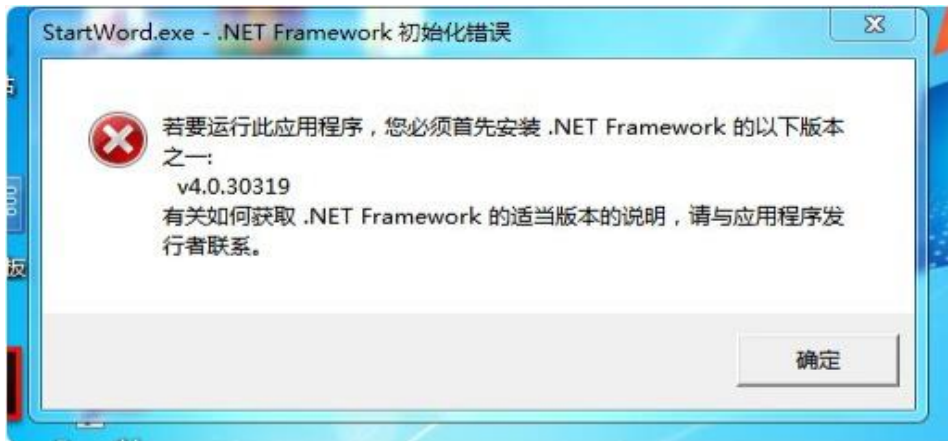 StartWord.exe - .NET Framework 初始化错误
若要运行此应用程序，您必须首先安装 .NET Framework 的以下版本
之一:
v4.0.30319
有关如何获取 .NET Framework 的适当版本的说明，请与应用程序发
行者联系。
确定